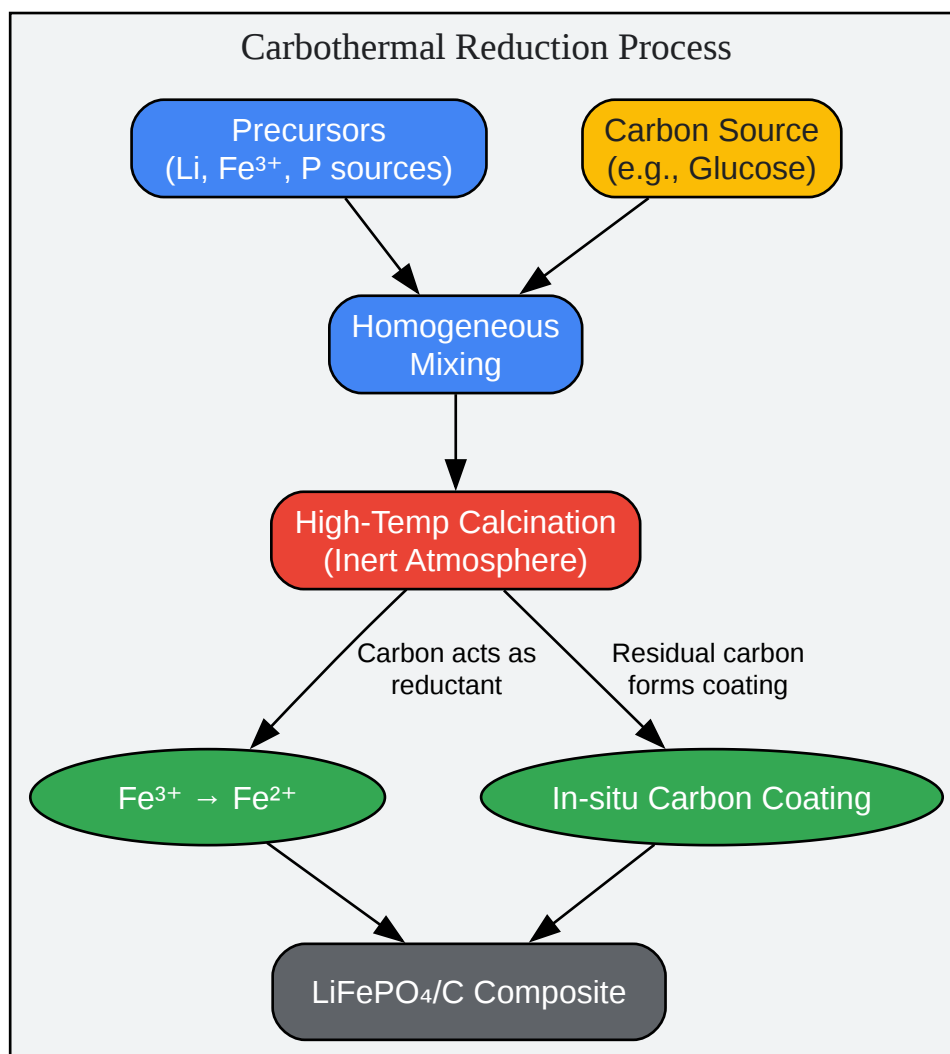 Carbothermal Reduction Process
Precursors
(Li, Fe³⁺, P sources)
Carbon Source
(e.g., Glucose)
Homogeneous
Mixing
High-Temp Calcination
(Inert Atmosphere)
Carbon acts as
reductant
Residual carbon
forms coating
Fe³⁺ → Fe²⁺
In-situ Carbon Coating
LiFePO₄/C Composite